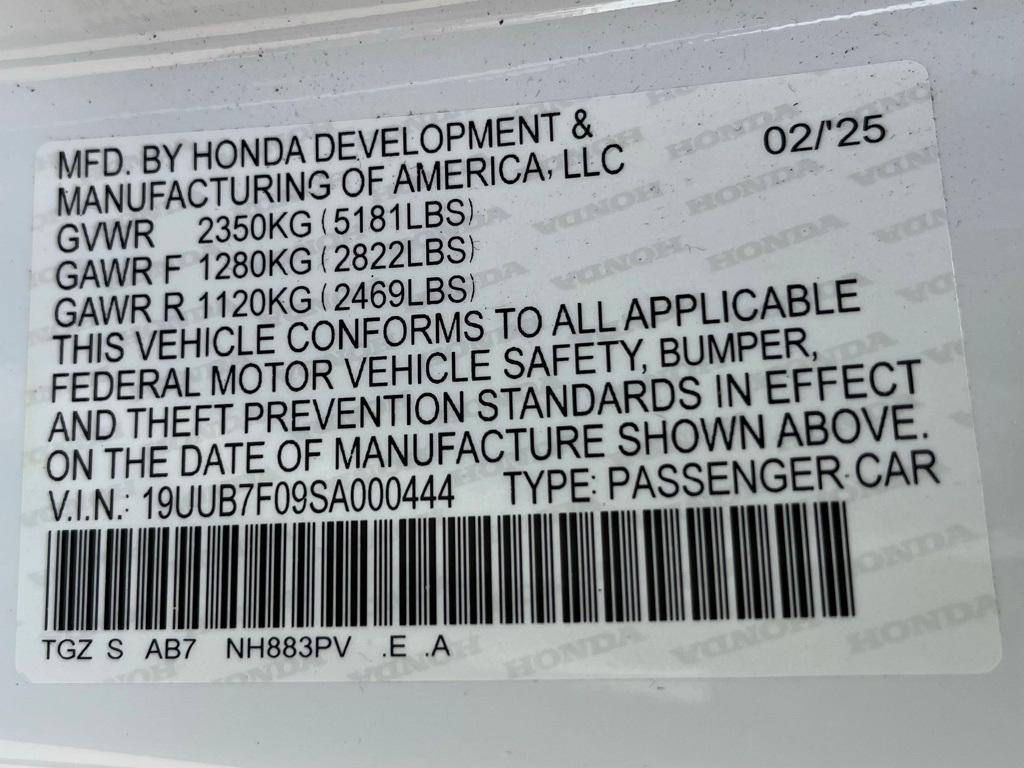 MFD. BY HONDA DEVELOPMENT &
MANUFACTURING OF AMERICA, LLC
02/'25
GVWR 2350KG (5181LBS)
GAWR F 1280KG (2822LBS)
GAWR R 1120KG (2469LBS)
THIS VEHICLE CONFORMS TO ALL APPLICABLE
FEDERAL MOTOR VEHICLE SAFETY, BUMPER,
AND THEFT PREVENTION STANDARDS IN EFFECT
ON THE DATE OF MANUFACTURE SHOWN ABOVE.
V.I.N.: 19UUB7F09SA000444 TYPE: PASSENGER CAR
TGZ S AB7 NH883PV .E .A